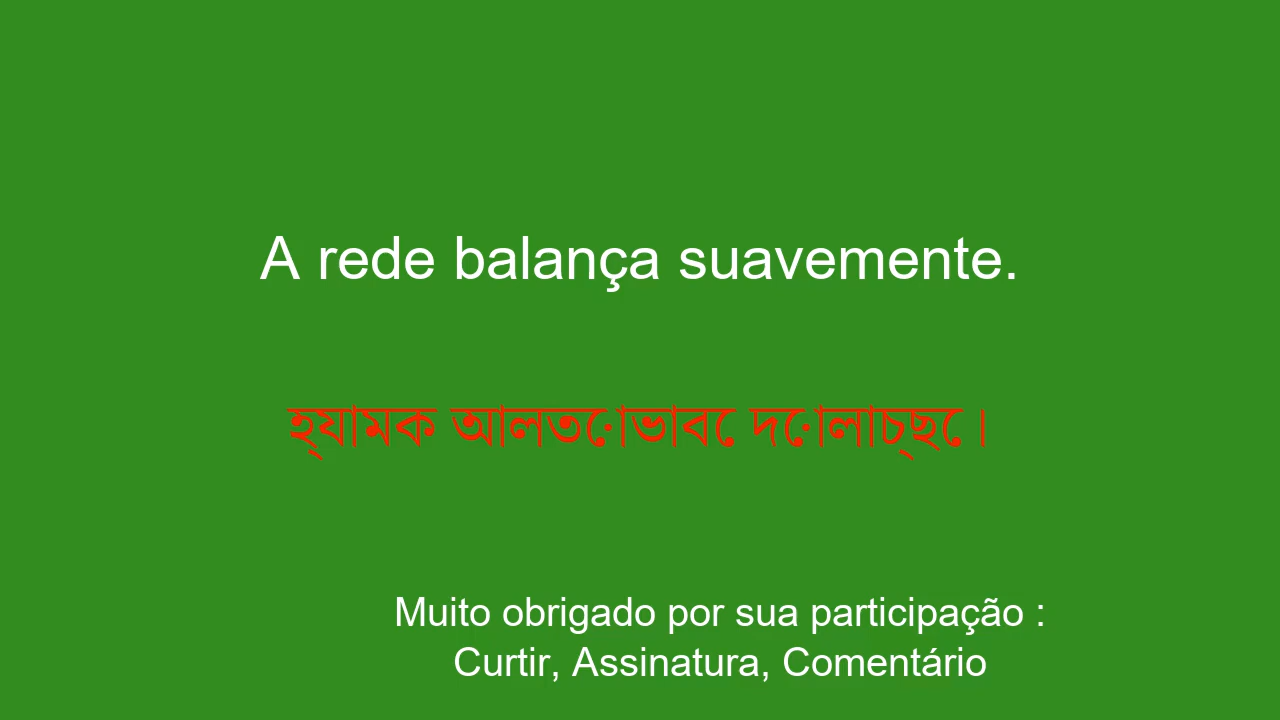 A rede balança suavemente.
হ্যামক আলতোভাবে দোলাচ্ছে।
Muito obrigado por sua participação :
Curtir, Assinatura, Comentário